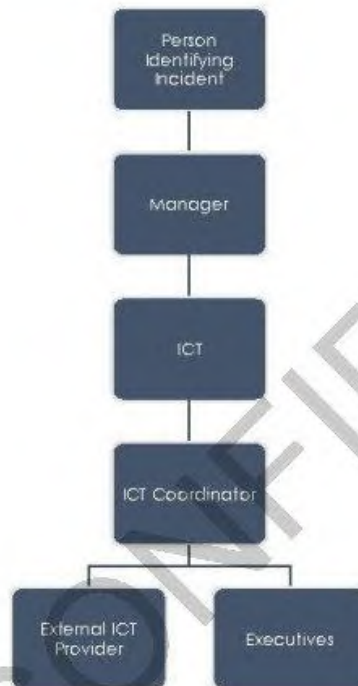 Person
Identifying
Incident
Manager
ICT
ICT Coordinator
External ICT
Provider
Executives